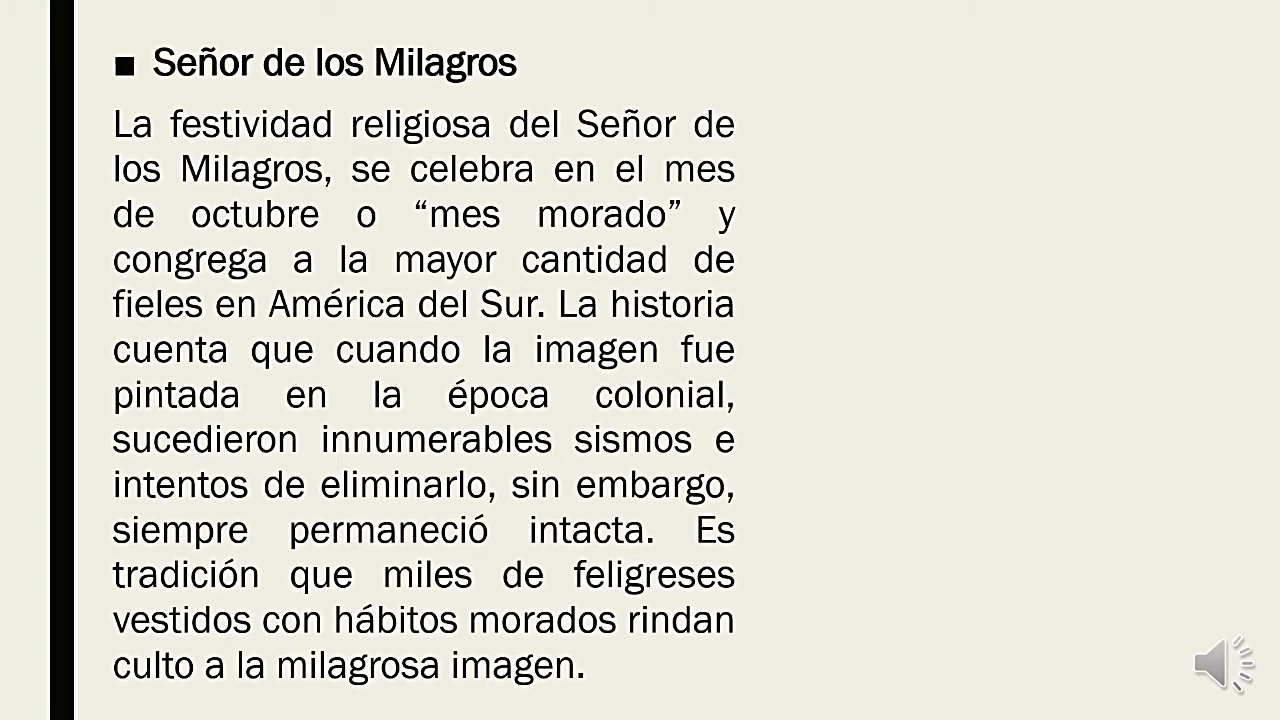 ■ Señor de los Milagros
La festividad religiosa del Señor de
los Milagros, se celebra en el mes
de octubre o “mes morado” y
congrega a la mayor cantidad de
fieles en América del Sur. La historia
cuenta que cuando la imagen fue
pintada en la época colonial,
sucedieron innumerables sismos e
intentos de eliminarlo, sin embargo,
siempre permaneció intacta. Es
tradición que miles de feligreses
vestidos con hábitos morados rindan
culto a la milagrosa imagen.